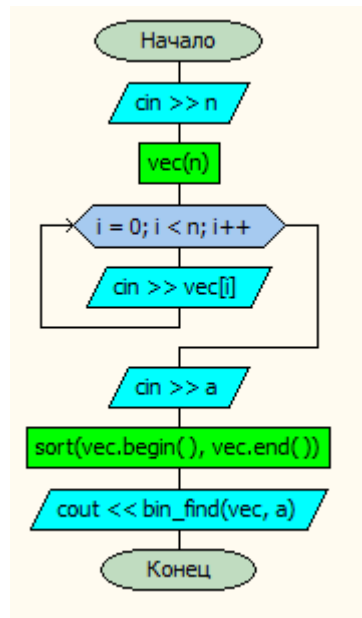 Начало
cin >> n
vec(n)
i = 0; i < n; i++
cin >> vec[i]
cin >> a
sort(vec.begin( ), vec.end( ))
cout << bin_find(vec, a)
Конец